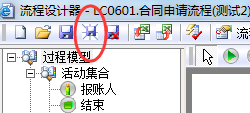 流程设计器 - LC0601.合同申请流程(测试2)
流
过程模型
活动集合
报账人
结束